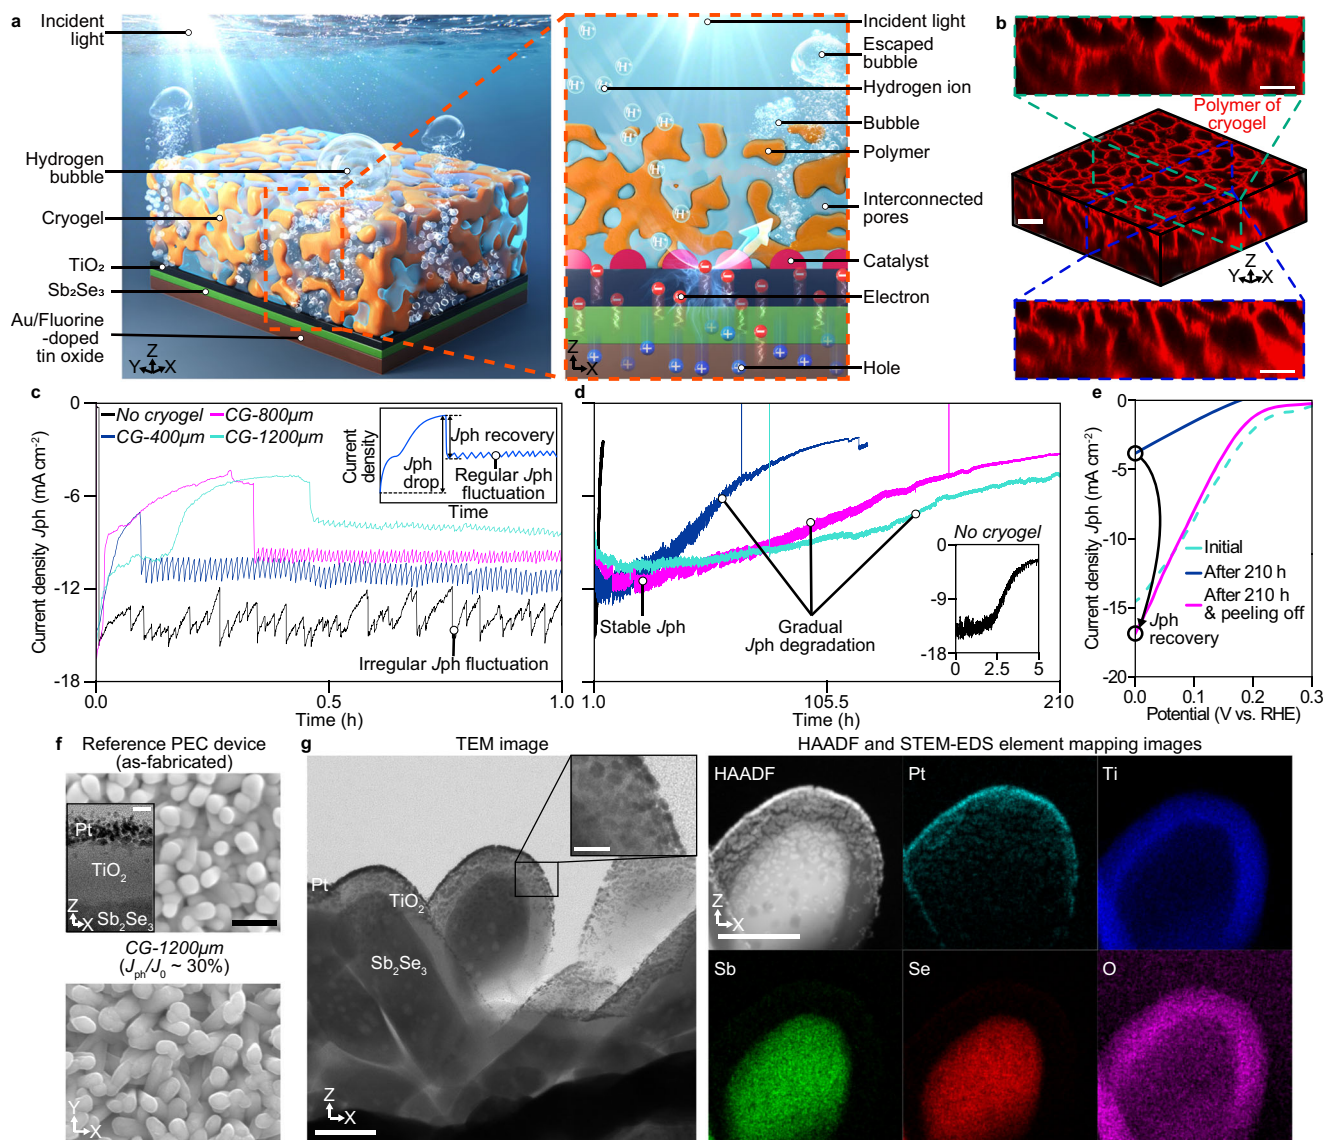 a
Incident
light
Hydrogen
bubble
Cryogel
TiO₂
Sb₂Se₃
Au/Fluorine
-doped
tin oxide
Z
Y X
Incident light
Escaped
bubble
Hydrogen ion
Bubble
Polymer
Interconnected
pores
Catalyst
Electron
Hole
H⁺
H⁺
H⁺
H⁺
H⁺
H⁺
H⁺
Z
X
b
Polymer of
cryogel
Z
Y X
c
No cryogel
CG-800μm
CG-400μm
CG-1200μm
Current density Jph (mA cm⁻²)
0
-6
-12
-18
0.0
0.5
1.0
Time (h)
Current
density
Jph
drop
Jph recovery
Regular Jph
fluctuation
Time
Irregular Jph fluctuation
d
Stable Jph
Gradual
Jph degradation
No cryogel
0
-9
-18
0
2.5
5
1.0
105.5
210
Time (h)
e
Current density Jph (mA cm⁻²)
0
-5
-10
-15
-20
Initial
After 210 h
After 210 h
& peeling off
Jph
recovery
0.0
0.1
0.2
0.3
Potential (V vs. RHE)
f
Reference PEC device
(as-fabricated)
Pt
TiO₂
Sb₂Se₃
Z
X
CG-1200μm
(Jph/J₀ ~ 30%)
Y
X
g
TEM image
Pt
TiO₂
Sb₂Se₃
Z
X
HAADF and STEM-EDS element mapping images
HAADF
Z
X
Pt
Ti
Sb
Se
O